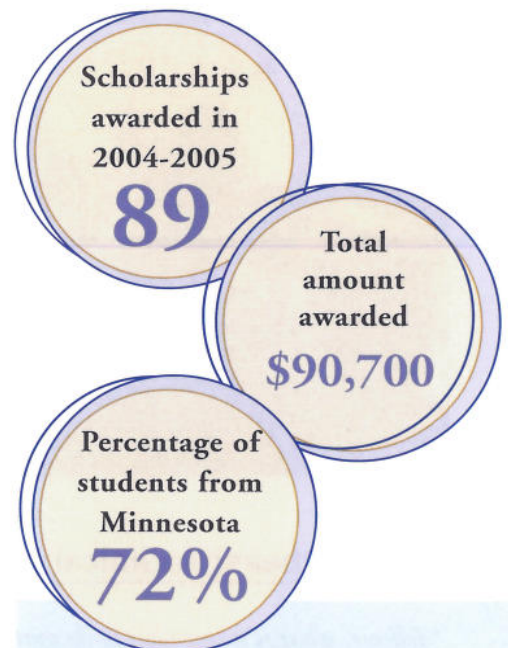 Scholarships
awarded in
2004-2005
89
Total
amount
awarded
$90,700
Percentage of
students from
Minnesota
72%